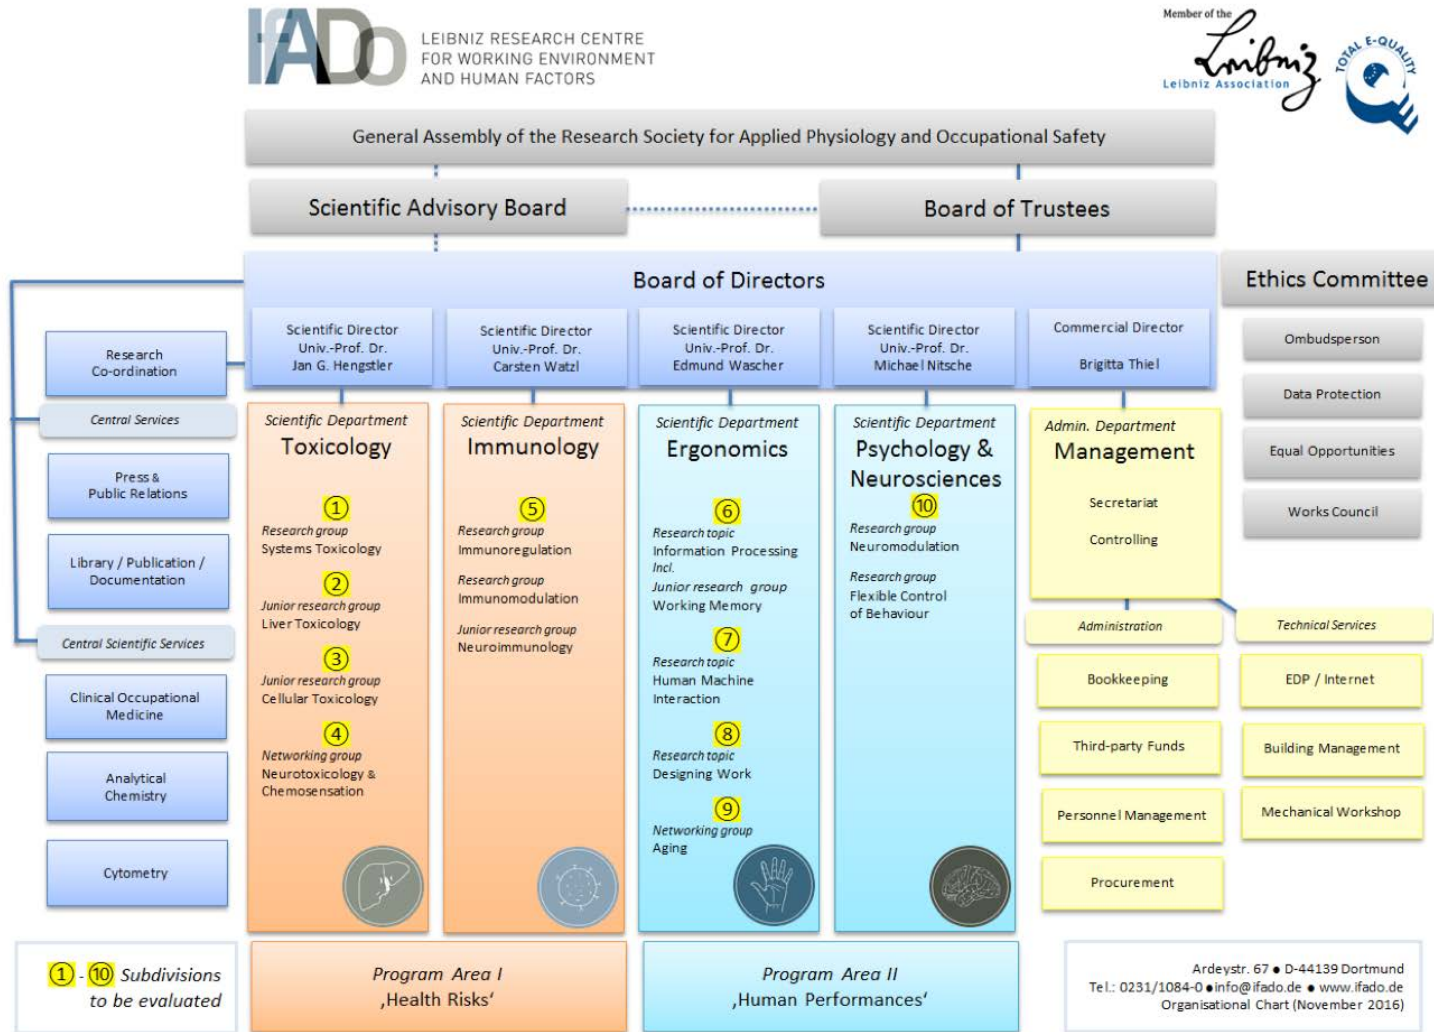 IfADo
LEIBNIZ RESEARCH CENTRE
FOR WORKING ENVIRONMENT
AND HUMAN FACTORS
Member of the
Leibniz
Leibniz Association
TOTAL E-QUALITY
General Assembly of the Research Society for Applied Physiology and Occupational Safety
Scientific Advisory Board
Board of Trustees
Board of Directors
Ethics Committee
Scientific Director
Univ.-Prof. Dr.
Jan G. Hengstler
Scientific Director
Univ.-Prof. Dr.
Carsten Watzl
Scientific Director
Univ.-Prof. Dr.
Edmund Wascher
Scientific Director
Univ.-Prof. Dr.
Michael Nitsche
Commercial Director
Brigitta Thiel
Ombudsperson
Data Protection
Equal Opportunities
Works Council
Research
Co-ordination
Central Services
Press &
Public Relations
Library / Publication /
Documentation
Central Scientific Services
Clinical Occupational
Medicine
Analytical
Chemistry
Cytometry
Scientific Department
Toxicology
①
Research group
Systems Toxicology
②
Junior research group
Liver Toxicology
③
Junior research group
Cellular Toxicology
④
Networking group
Neurotoxicology &
Chemosensation
Scientific Department
Immunology
⑤
Research group
Immunoregulation
Research group
Immunomodulation
Junior research group
Neuroimmunology
Scientific Department
Ergonomics
⑥
Research topic
Information Processing
Incl.
Junior research group
Working Memory
⑦
Research topic
Human Machine
Interaction
⑧
Research topic
Designing Work
⑨
Networking group
Aging
Scientific Department
Psychology &
Neurosciences
⑩
Research group
Neuromodulation
Research group
Flexible Control
of Behaviour
Admin. Department
Management
Secretariat
Controlling
Administration
Bookkeeping
Third-party Funds
Personnel Management
Procurement
Technical Services
EDP / Internet
Building Management
Mechanical Workshop
① - ⑩ Subdivisions
to be evaluated
Program Area I
‚Health Risks‘
Program Area II
‚Human Performances‘
Ardeystr. 67 ● D-44139 Dortmund
Tel.: 0231/1084-0 ●info@ifado.de ● www.ifado.de
Organisational Chart (November 2016)